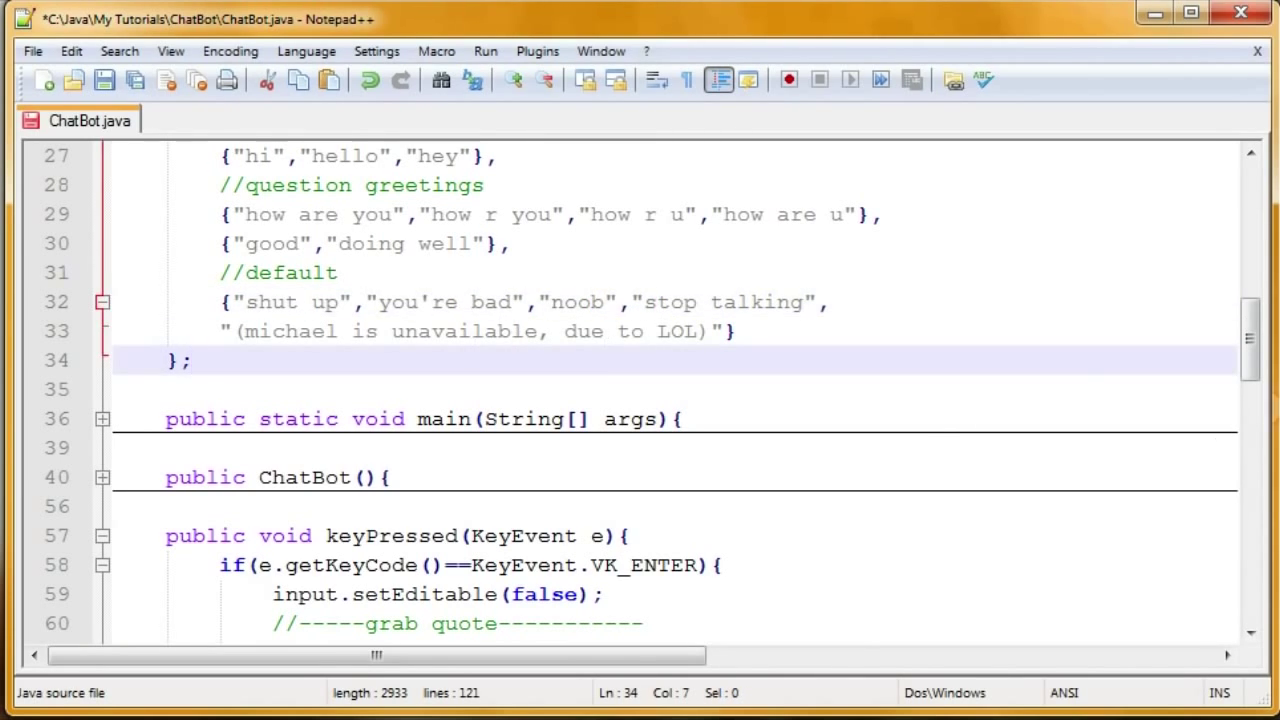 *C:\Java\My Tutorials\ChatBot\ChatBot.java - Notepad++
File Edit Search View Encoding Language Settings Macro Run Plugins Window ? X
ABC
ChatBot.java
27 {"hi","hello","hey"},
28 //question greetings
29 {"how are you","how r you","how r u","how are u"},
30 {"good","doing well"},
31 //default
32 {"shut up","you're bad","noob","stop talking",
33 "(michael is unavailable, due to LOL)"}
34 };
35
36 public static void main(String[] args){
39
40 public ChatBot(){
56
57 public void keyPressed(KeyEvent e){
58 if(e.getKeyCode()==KeyEvent.VK_ENTER){
59 input.setEditable(false);
60 //-----grab quote-----------
Java source file length : 2933 lines : 121 Ln : 34 Col : 7 Sel : 0 Dos\Windows ANSI INS